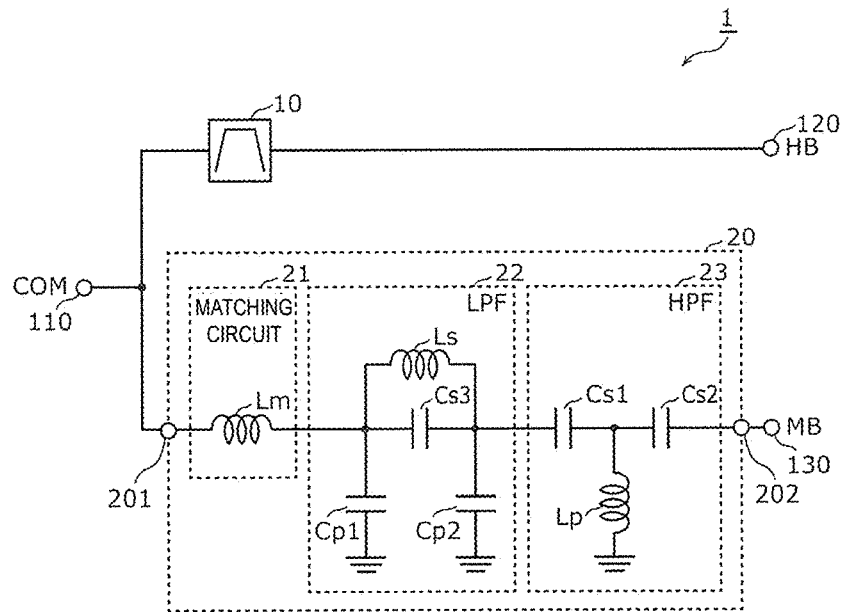 1
10
120
HB
20
COM
110
21
22
23
MATCHING
CIRCUIT
LPF
HPF
Ls
Lm
Cs3
Cs1
Cs2
MB
201
202
130
Cp1
Cp2
Lp